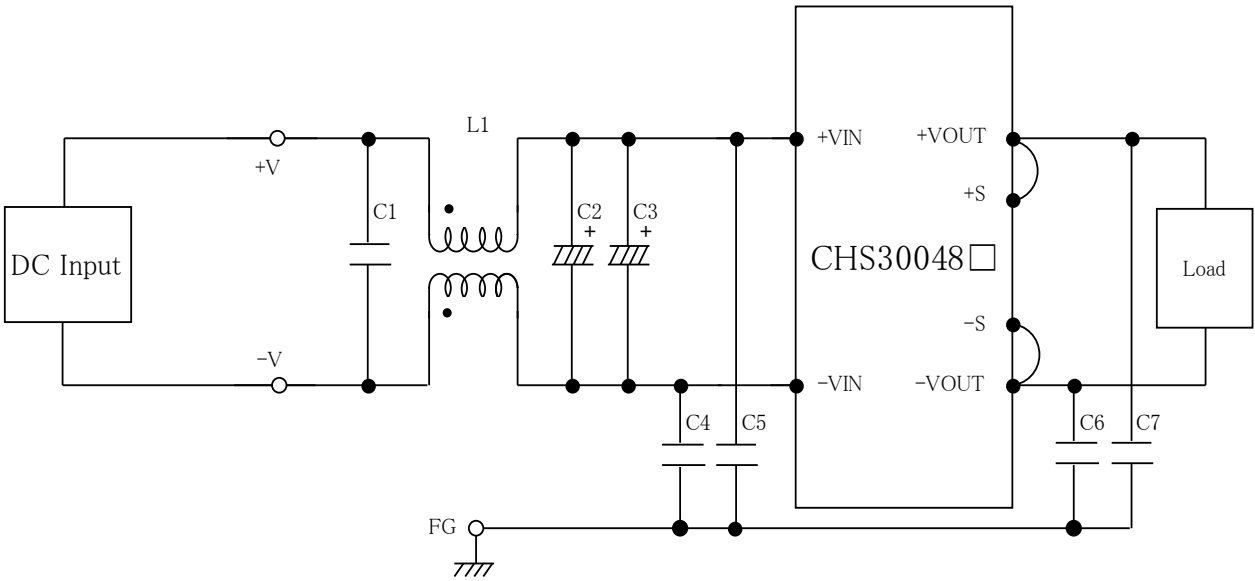 L1
+V
+VIN
+VOUT
+S
C1
C2
+
C3
+
DC Input
CHS30048□
Load
-S
-V
-VIN
-VOUT
C4
C5
C6
C7
FG